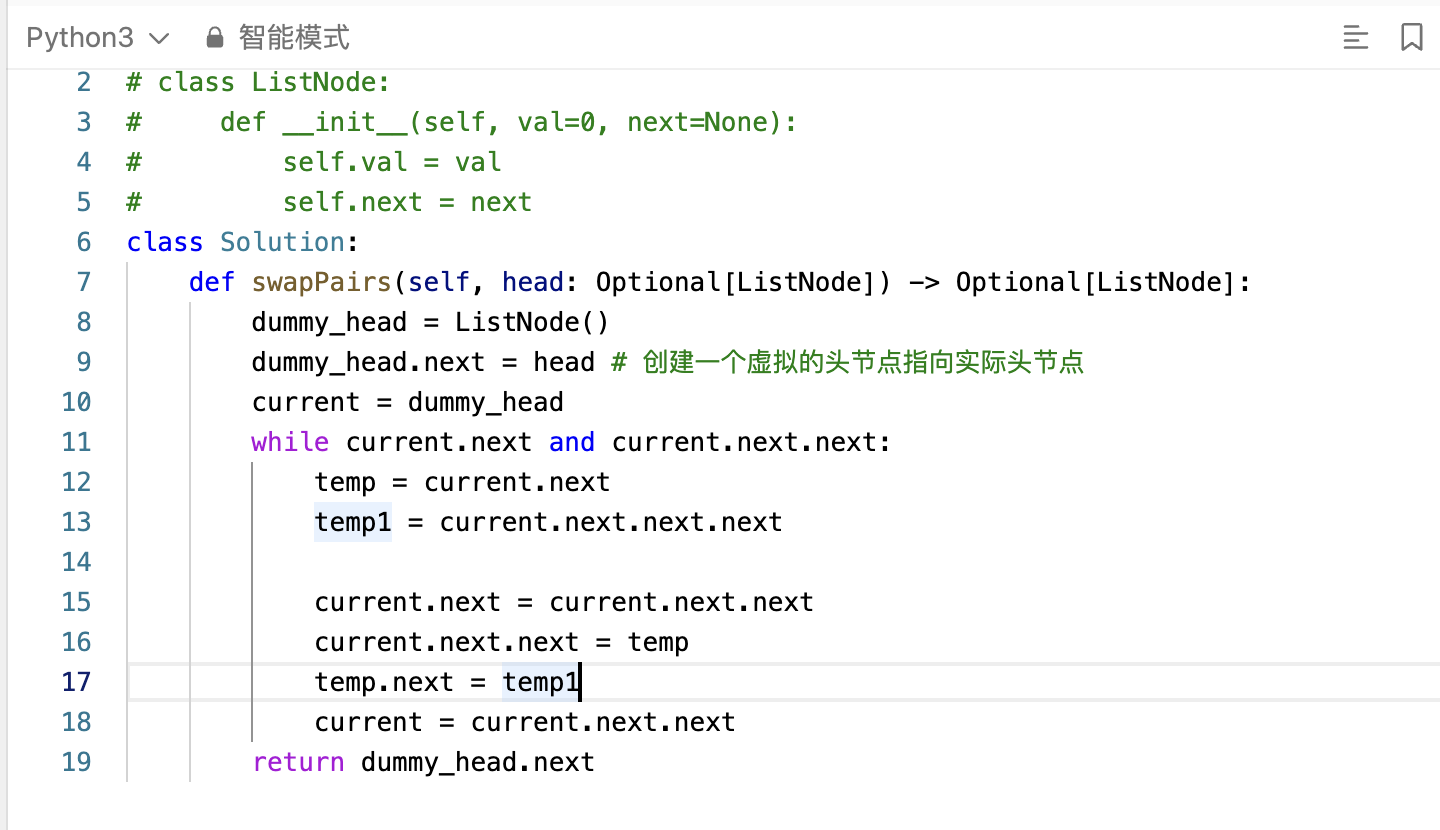 Python3 智能模式
2 # class ListNode:
3 #     def __init__(self, val=0, next=None):
4 #         self.val = val
5 #         self.next = next
6 class Solution:
7     def swapPairs(self, head: Optional[ListNode]) -> Optional[ListNode]:
8         dummy_head = ListNode()
9         dummy_head.next = head # 创建一个虚拟的头节点指向实际头节点
10         current = dummy_head
11         while current.next and current.next.next:
12             temp = current.next
13             temp1 = current.next.next.next
14
15             current.next = current.next.next
16             current.next.next = temp
17             temp.next = temp1
18             current = current.next.next
19         return dummy_head.next